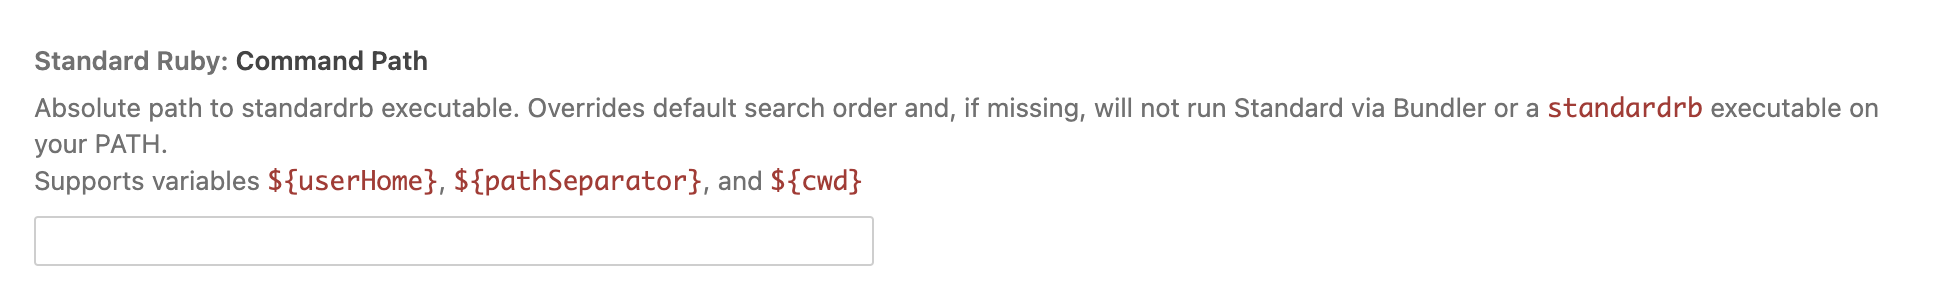 Standard Ruby: Command Path
Absolute path to standardrb executable. Overrides default search order and, if missing, will not run Standard via Bundler or a standardrb executable on
your PATH.
Supports variables ${userHome}, ${pathSeparator}, and ${cwd}